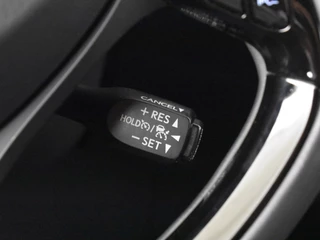 CANCEL▼
+ RES ▲
HOLD / ◄
− SET ▼